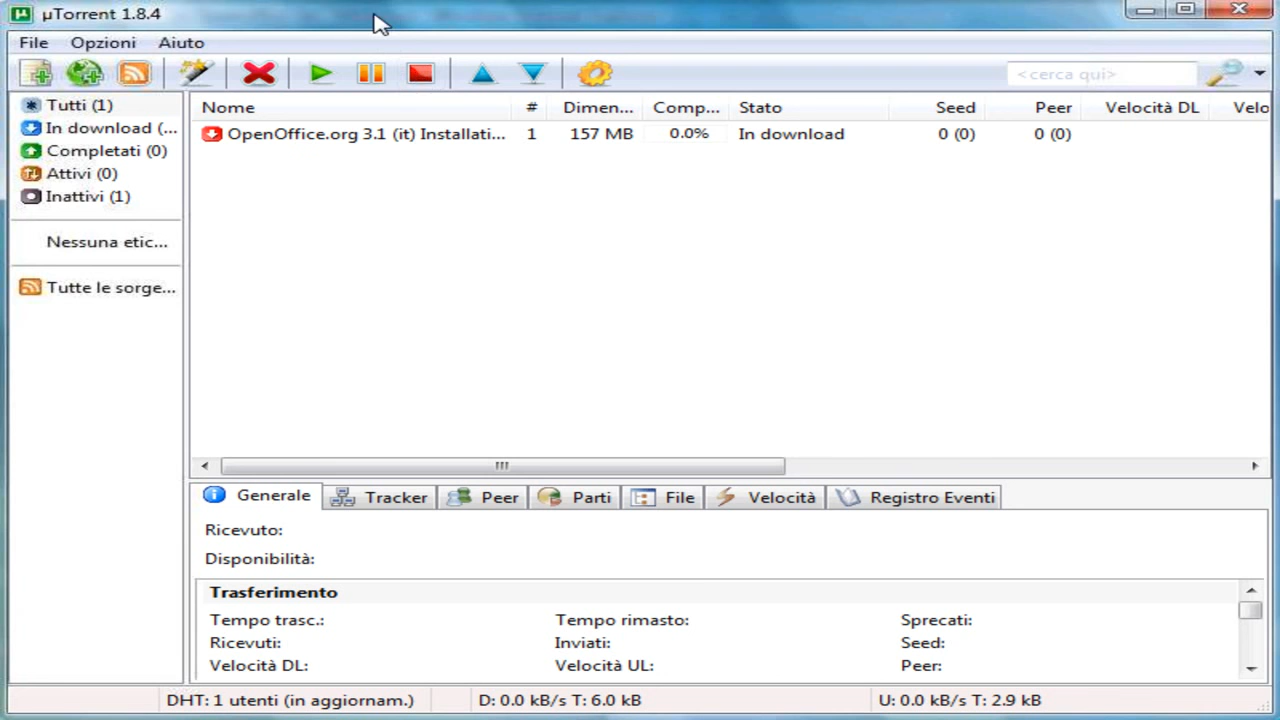 µTorrent 1.8.4
File Opzioni Aiuto
<cerca qui>
Tutti (1)
In download (...
Completati (0)
Attivi (0)
Inattivi (1)
Nessuna etic...
Tutte le sorge...
Nome # Dimen... Comp... Stato Seed Peer Velocità DL Velo
OpenOffice.org 3.1 (it) Installati... 1 157 MB 0.0% In download 0 (0) 0 (0)
Generale Tracker Peer Parti File Velocità Registro Eventi
Ricevuto:
Disponibilità:
Trasferimento
Tempo trasc.: Tempo rimasto: Sprecati:
Ricevuti: Inviati: Seed:
Velocità DL: Velocità UL: Peer:
DHT: 1 utenti (in aggiornam.) D: 0.0 kB/s T: 6.0 kB U: 0.0 kB/s T: 2.9 kB